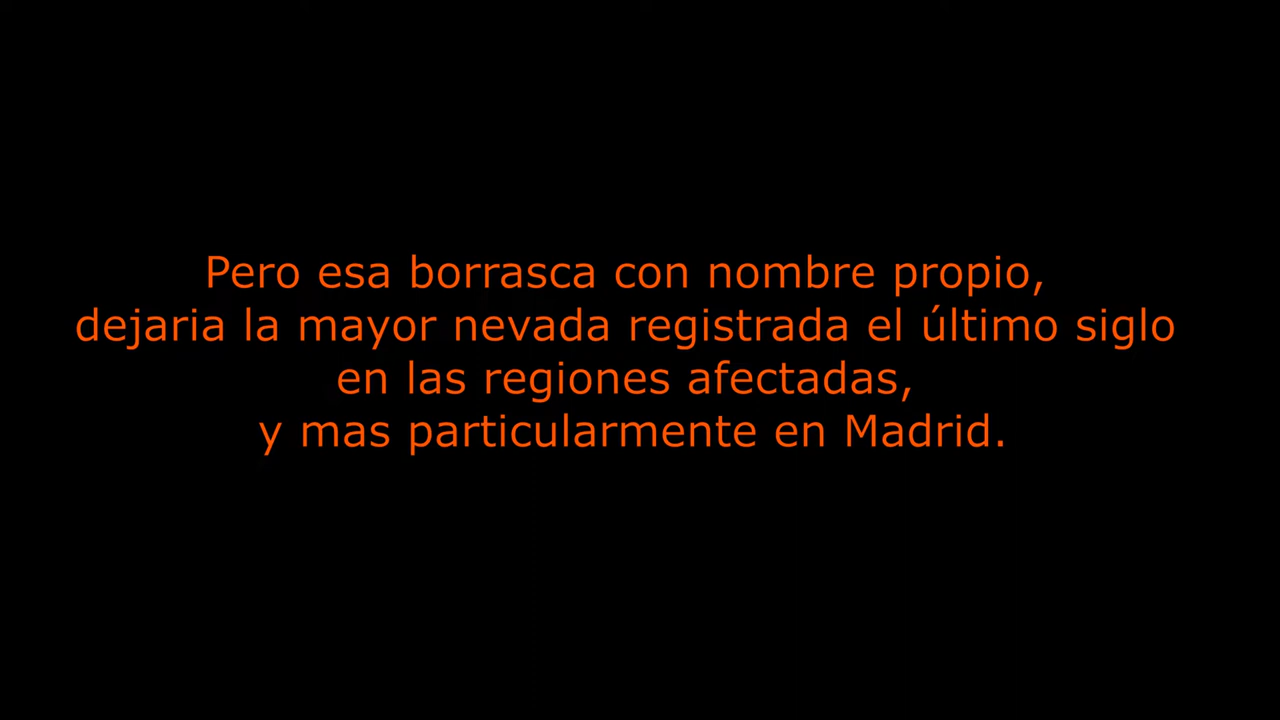 Pero esa borrasca con nombre propio,
dejaria la mayor nevada registrada el último siglo
en las regiones afectadas,
y mas particularmente en Madrid.